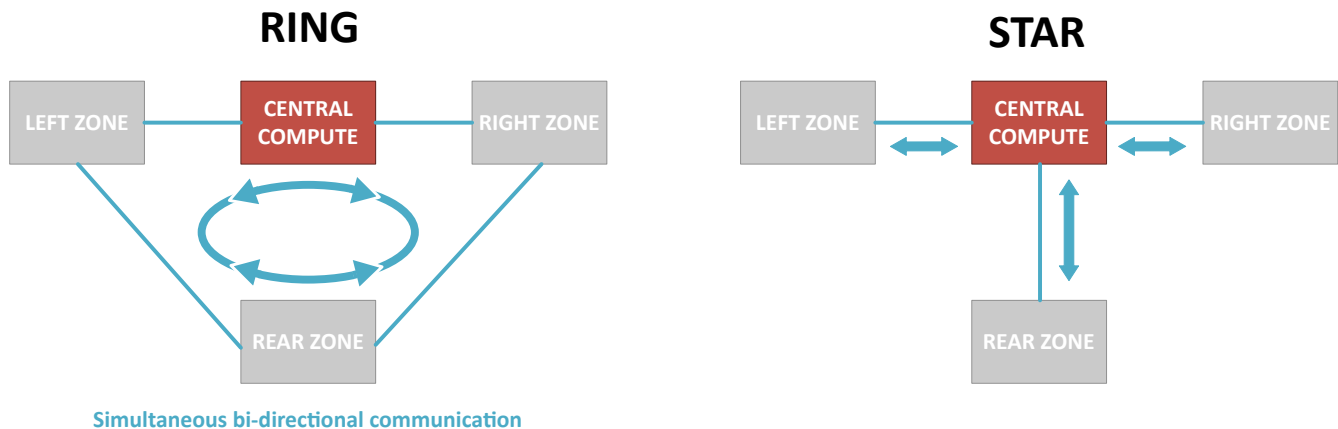 RING
LEFT ZONE
CENTRAL
COMPUTE
RIGHT ZONE
REAR ZONE
Simultaneous bi-directional communication
STAR
LEFT ZONE
CENTRAL
COMPUTE
RIGHT ZONE
REAR ZONE